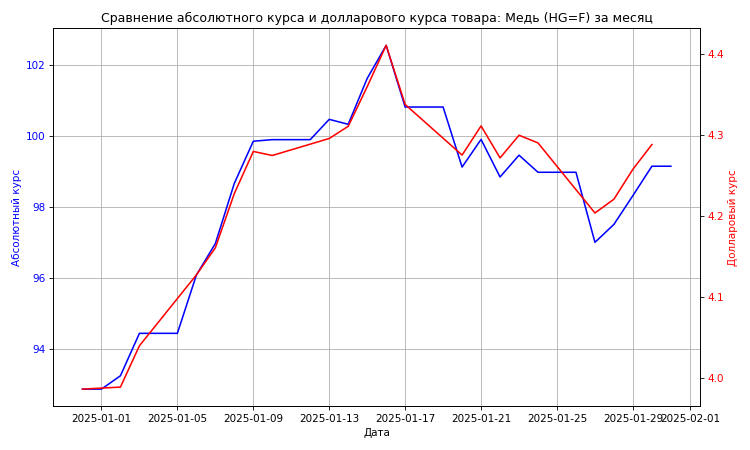 Сравнение абсолютного курса и долларового курса товара: Медь (HG=F) за месяц
Абсолютный курс
102
100
98
96
94
4.4
4.3
4.2
4.1
4.0
Долларовый курс
2025-01-01 2025-01-05 2025-01-09 2025-01-13 2025-01-17 2025-01-21 2025-01-25 2025-01-29 2025-02-01
Дата